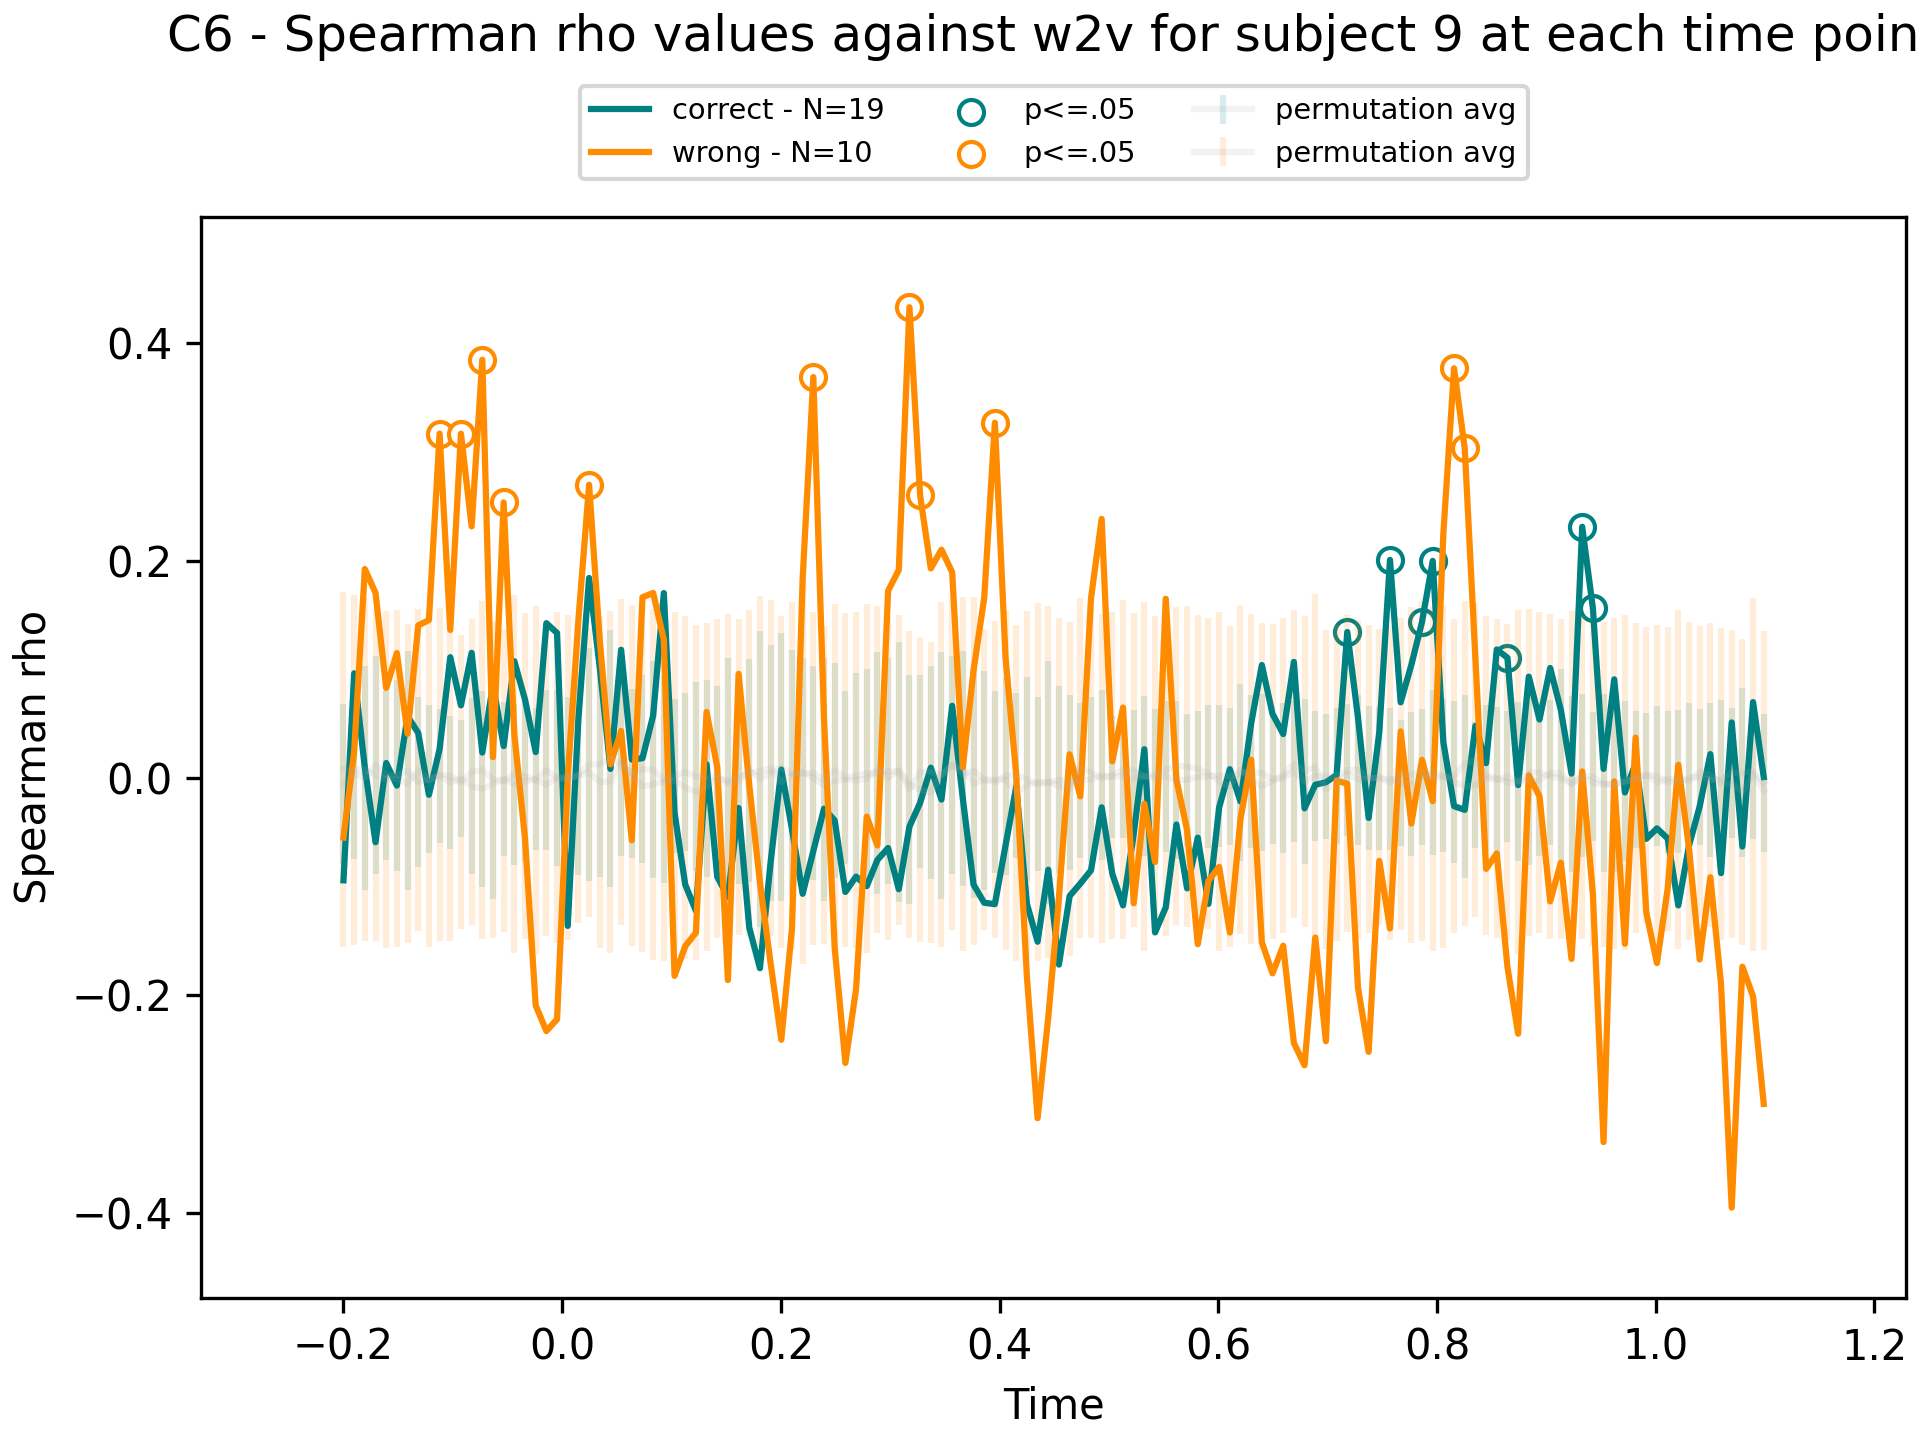 C6 - Spearman rho values against w2v for subject 9 at each time poin
correct - N=19
wrong - N=10
p<=.05
p<=.05
permutation avg
permutation avg
Spearman rho
0.4
0.2
0.0
−0.2
−0.4
−0.2 0.0 0.2 0.4 0.6 0.8 1.0 1.2
Time